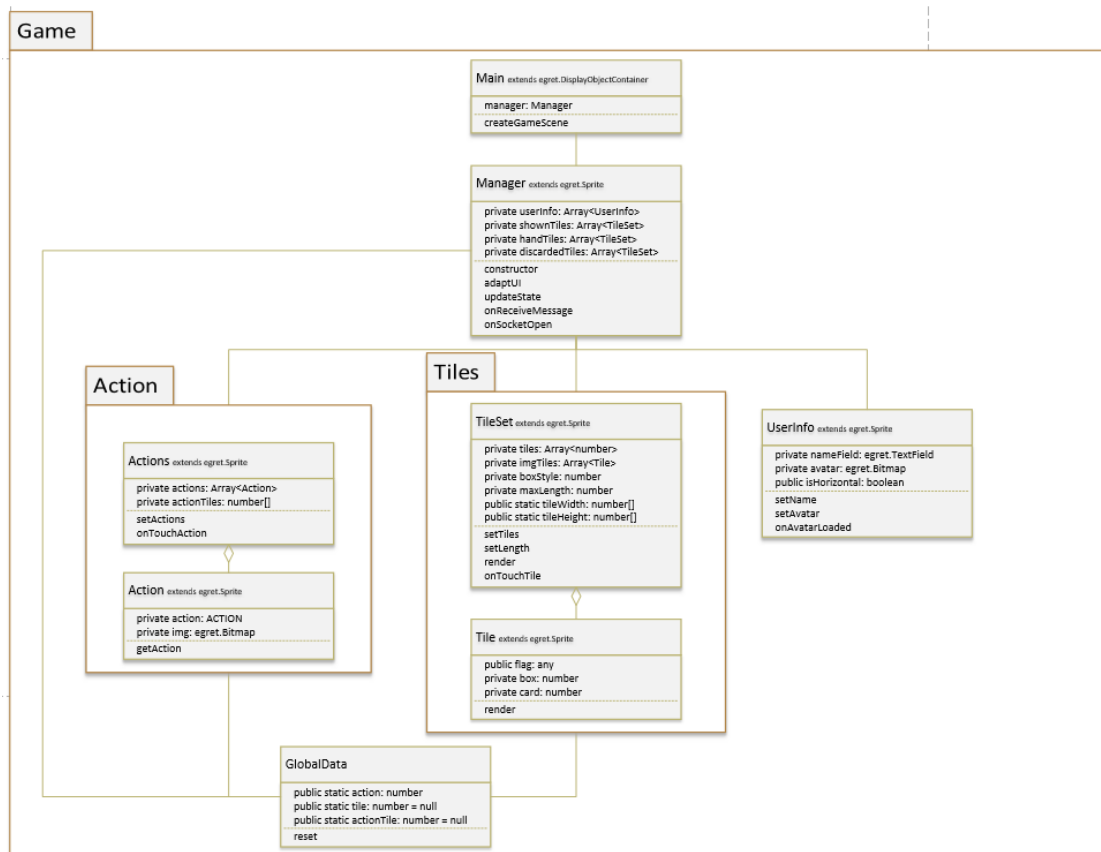 Game
Main extends egret.DisplayObjectContainer
manager: Manager
createGameScene
Manager extends egret.Sprite
private userInfo: Array<UserInfo>
private shownTiles: Array<TileSet>
private handTiles: Array<TileSet>
private discardedTiles: Array<TileSet>
constructor
adaptUI
updateState
onReceiveMessage
onSocketOpen
Action
Actions extends egret.Sprite
private actions: Array<Action>
private actionTiles: number[]
setActions
onTouchAction
Action extends egret.Sprite
private action: ACTION
private img: egret.Bitmap
getAction
Tiles
TileSet extends egret.Sprite
private tiles: Array<number>
private imgTiles: Array<Tile>
private boxStyle: number
private maxLength: number
public static tileWidth: number[]
public static tileHeight: number[]
setTiles
setLength
render
onTouchTile
Tile extends egret.Sprite
public flag: any
private box: number
private card: number
render
UserInfo extends egret.Sprite
private nameField: egret.TextField
private avatar: egret.Bitmap
public isHorizontal: boolean
setName
setAvatar
onAvatarLoaded
GlobalData
public static action: number
public static tile: number = null
public static actionTile: number = null
reset